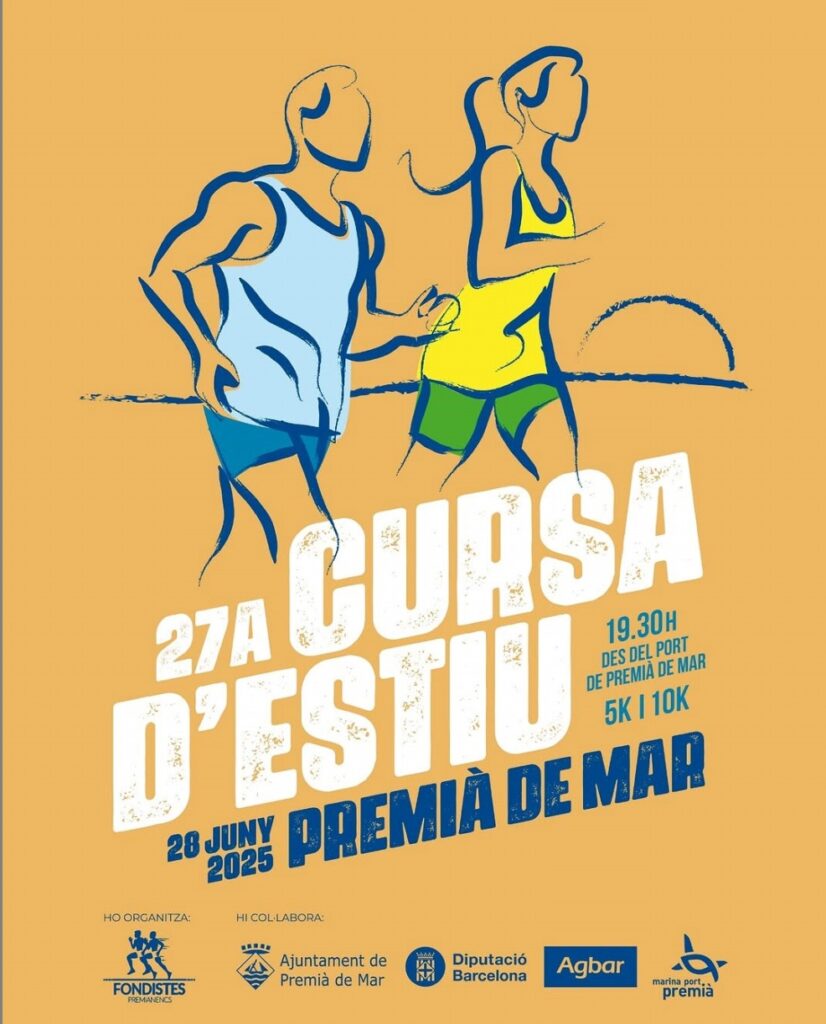 27A CURSA
D'ESTIU
19.30H
DES DEL PORT
DE PREMIÀ DE MAR
5K I 10K
28 JUNY
2025
PREMIÀ DE MAR
HO ORGANITZA:
FONDISTES
PREMIANENCS
HI COL·LABORA:
Ajuntament de
Premià de Mar
Diputació
Barcelona
Agbar
marina port
premià